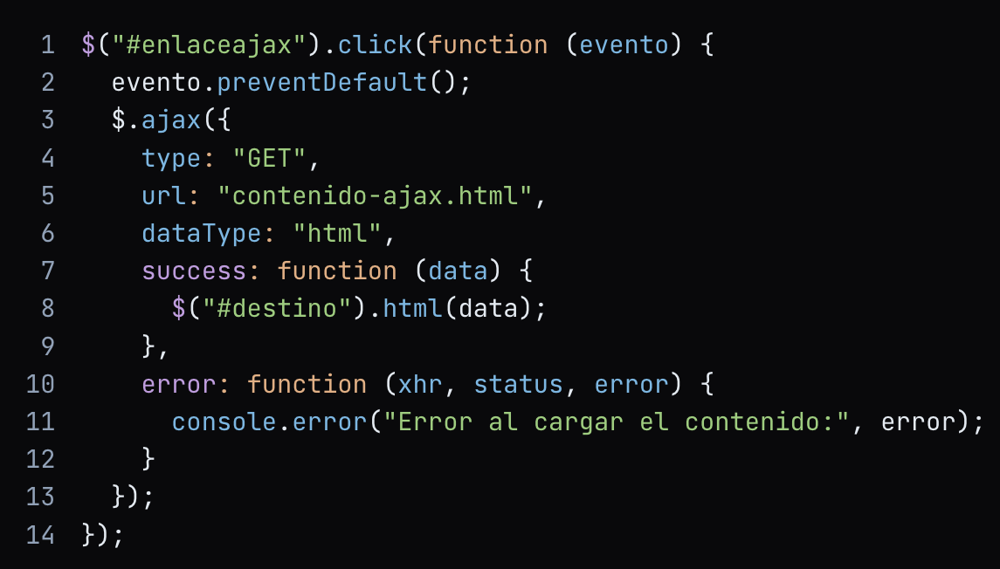 1 $("#enlaceajax").click(function (evento) {
2   evento.preventDefault();
3   $.ajax({
4     type: "GET",
5     url: "contenido-ajax.html",
6     dataType: "html",
7     success: function (data) {
8       $("#destino").html(data);
9     },
10     error: function (xhr, status, error) {
11       console.error("Error al cargar el contenido:", error);
12     }
13   });
14 });